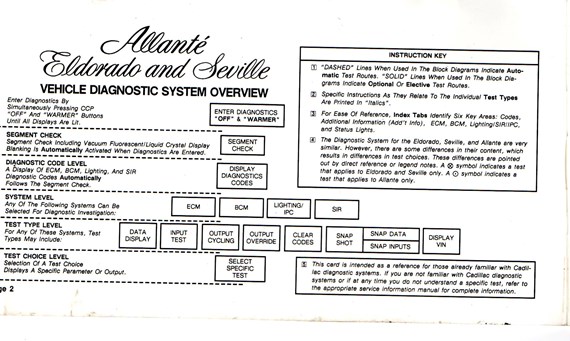 Allanté
Eldorado and Seville
VEHICLE DIAGNOSTIC SYSTEM OVERVIEW
Enter Diagnostics By
Simultaneously Pressing CCP
"OFF" And "WARMER" Buttons
Until All Displays Are Lit.
ENTER DIAGNOSTICS
"OFF" & "WARMER"
SEGMENT CHECK
Segment Check Including Vacuum Fluorescent/Liquid Crystal Display
Blanking Is Automatically Activated When Diagnostics Are Entered.
SEGMENT
CHECK
DIAGNOSTIC CODE LEVEL
A Display Of ECM, BCM, Lighting, And SIR
Diagnostic Codes Automatically
Follows The Segment Check.
DISPLAY
DIAGNOSTICS
CODES
SYSTEM LEVEL
Any Of The Following Systems Can Be
Selected For Diagnostic Investigation:
ECM
BCM
LIGHTING/
IPC
SIR
TEST TYPE LEVEL
For Any Of These Systems, Test
Types May Include:
DATA
DISPLAY
INPUT
TEST
OUTPUT
CYCLING
OUTPUT
OVERRIDE
CLEAR
CODES
SNAP
SHOT
SNAP DATA
SNAP INPUTS
DISPLAY
VIN
TEST CHOICE LEVEL
Selection Of A Test Choice
Displays A Specific Parameter Or Output.
SELECT
SPECIFIC
TEST
ge 2
INSTRUCTION KEY
1 "DASHED" Lines When Used In The Block Diagrams Indicate Auto-
matic Test Routes. "SOLID" Lines When Used In The Block Dia-
grams Indicate Optional Or Elective Test Routes.
2 Specific Instructions As They Relate To The Individual Test Types
Are Printed In "Italics".
3 For Ease Of Reference, Index Tabs Identify Six Key Areas: Codes,
Additional Information (Add't Info), ECM, BCM, Lighting/SIR/IPC,
and Status Lights.
4 The Diagnostic System for the Eldorado, Seville, and Allante are very
similar. However, there are some differences in their content, which
results in differences in test choices. These differences are pointed
out by direct reference or legend notes. A ⊗ symbol indicates a test
that applies to Eldorado and Seville only. A ⊙ symbol indicates a
test that applies to Allante only.
5 This card is intended as a reference for those already familiar with Cadil-
lac diagnostic systems. If you are not familiar with Cadillac diagnostic
systems or if at any time you do not understand a specific test, refer to
the appropriate service information manual for complete information.